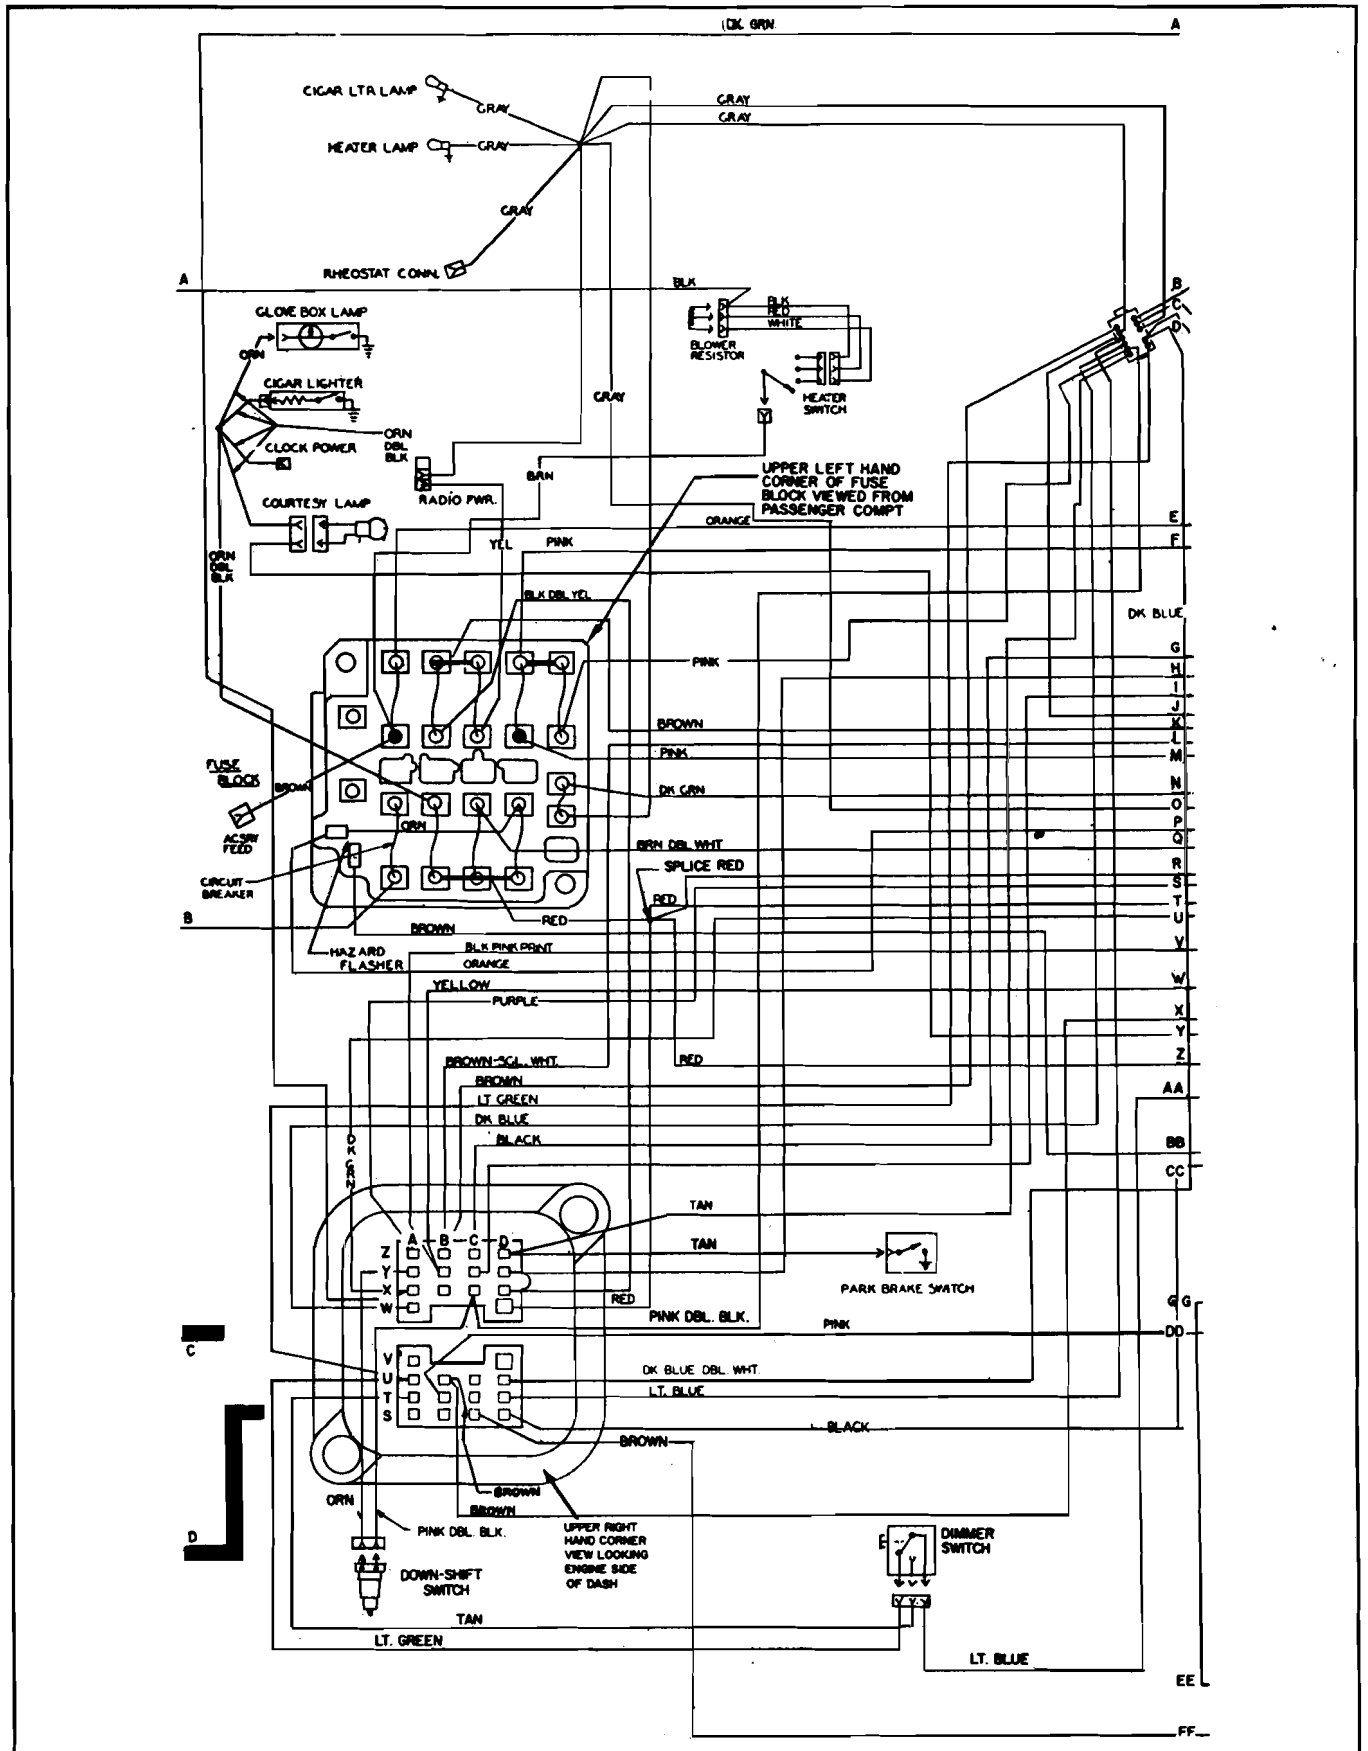 DK. GRN.
A
CIGAR LTR LAMP
GRAY
GRAY
GRAY
HEATER LAMP
GRAY
GRAY
RHEOSTAT CONN.
A
BLK
B
C
D
GLOVE BOX LAMP
BLK
RED
WHITE
BLOWER
RESISTOR
ORN
CIGAR LIGHTER
HEATER
SWITCH
GRAY
ORN
DBL
BLK
CLOCK POWER
BRN
UPPER LEFT HAND
CORNER OF FUSE
BLOCK VIEWED FROM
PASSENGER COMPT
RADIO PWR.
COURTESY LAMP
ORANGE
E
YEL
PINK
F
ORN
DBL
BLK
BLK DBL YEL
DK BLUE
PINK
G
H
I
J
BROWN
K
L
PINK
M
FUSE
BLOCK
BROWN
DK GRN
N
O
ACSRY
FEED
ORN
P
BRN DBL WHT
Q
SPLICE RED
R
CIRCUIT
BREAKER
S
RED
T
B
RED
U
BROWN
HAZARD
FLASHER
BLK PINK PRINT
V
ORANGE
YELLOW
W
PURPLE
X
Y
BROWN-SGL. WHT.
RED
Z
BROWN
AA
LT GREEN
DK BLUE
DK GRN
BLACK
BB
CC
TAN
A B C D
Z
TAN
Y
X
PARK BRAKE SWITCH
W
RED
G G
PINK DBL. BLK.
PINK
DD
C
V
DK BLUE DBL. WHT.
U
T
LT. BLUE
S
BLACK
BROWN
BROWN
ORN
BROWN
D
PINK DBL. BLK.
UPPER RIGHT
HAND CORNER
VIEW LOOKING
ENGINE SIDE
OF DASH
DIMMER
SWITCH
DOWN-SHIFT
SWITCH
TAN
LT. GREEN
LT. BLUE
EE
FF